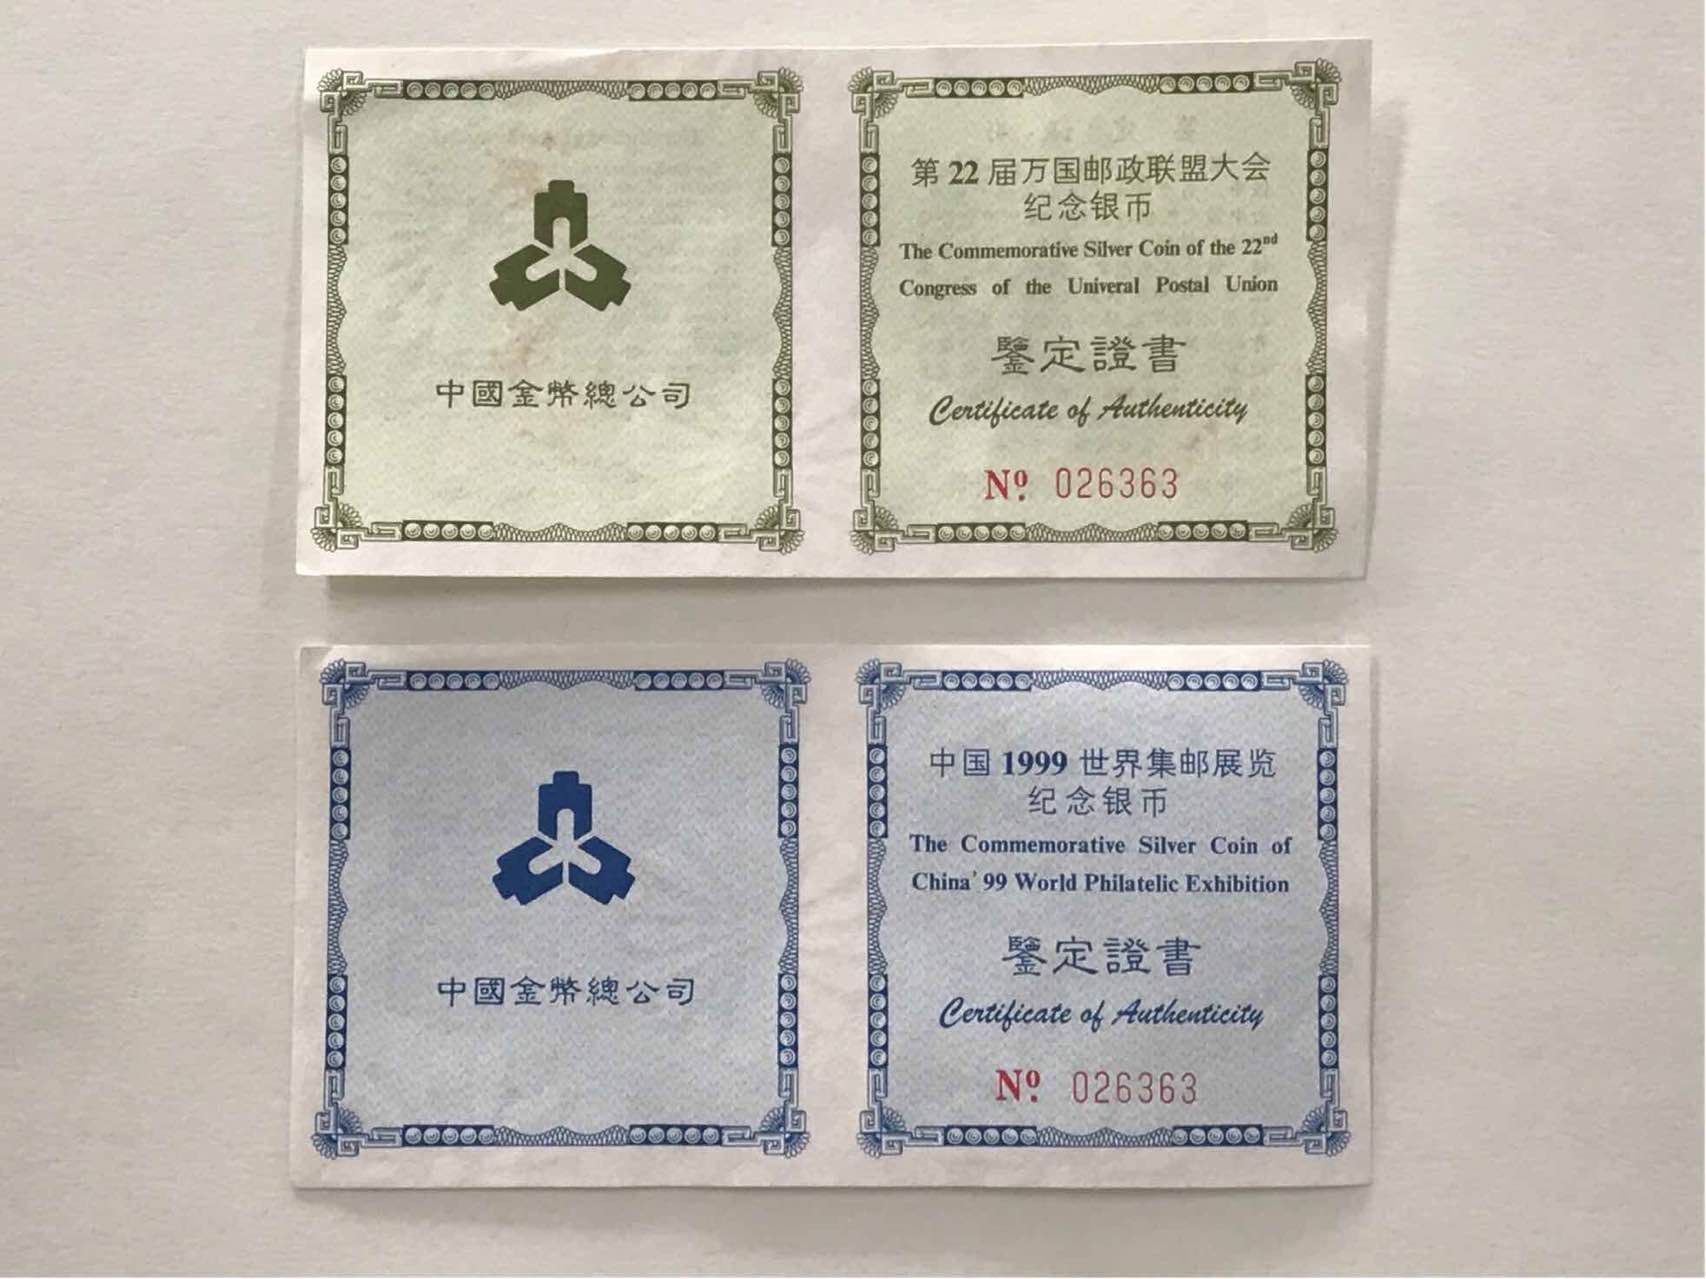 中國金幣總公司
第22届万国邮政联盟大会
纪念银币
The Commemorative Silver Coin of the 22nd
Congress of the Univeral Postal Union
鑒定證書
Certificate of Authenticity
Nº 026363
中國金幣總公司
中国1999世界集邮展览
纪念银币
The Commemorative Silver Coin of
China'99 World Philatelic Exhibition
鑒定證書
Certificate of Authenticity
Nº 026363